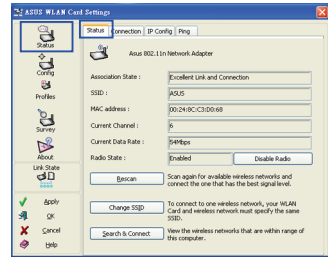 ASUS WLAN Card Settings
Status
Config
Profiles
Survey
About
Link State
Apply
OK
Cancel
Help
Status Connection IP Config Ping
Asus 802.11n Network Adapter
Association State : Excellent Link and Connection
SSID : ASUS
MAC address : 00:24:8C:C3:D0:68
Current Channel : 6
Current Data Rate : 54Mbps
Radio State : Enabled Disable Radio
Rescan Scan again for available wireless networks and
connect the one that has the best signal level.
Change SSID To connect to one wireless network, your WLAN
Card and wireless network must specify the same
SSID.
Search & Connect View the wireless networks that are within range of
this computer.